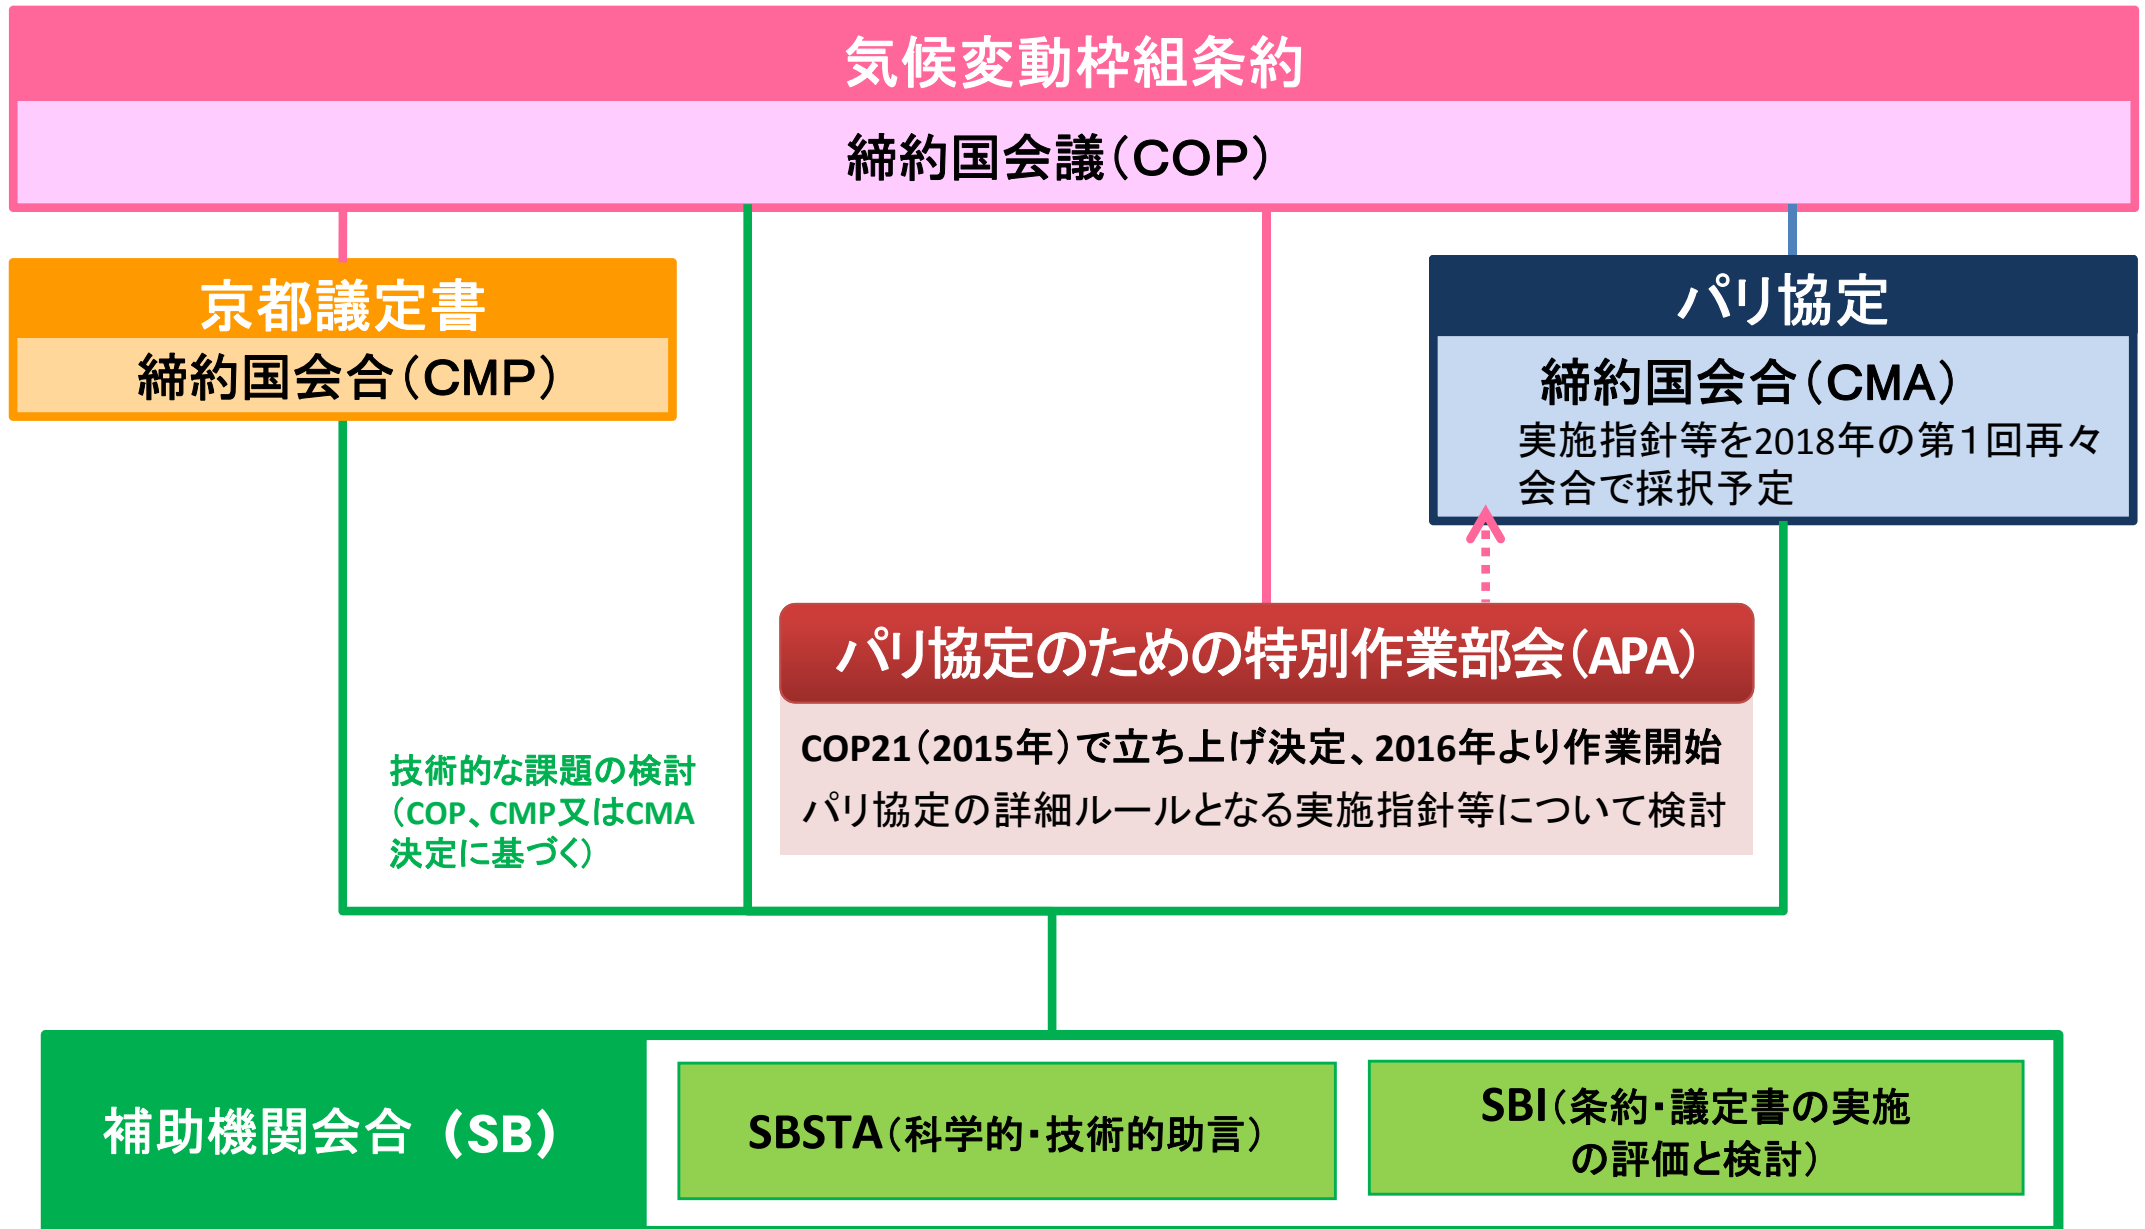 気候変動枠組条約
締約国会議（COP）
京都議定書
締約国会合（CMP）
パリ協定
締約国会合（CMA）
実施指針等を2018年の第１回再々
会合で採択予定
パリ協定のための特別作業部会（APA）
COP21（2015年）で立ち上げ決定、2016年より作業開始
パリ協定の詳細ルールとなる実施指針等について検討
技術的な課題の検討
（COP、CMP又はCMA
決定に基づく）
補助機関会合（SB）
SBSTA（科学的・技術的助言）
SBI（条約・議定書の実施
の評価と検討）